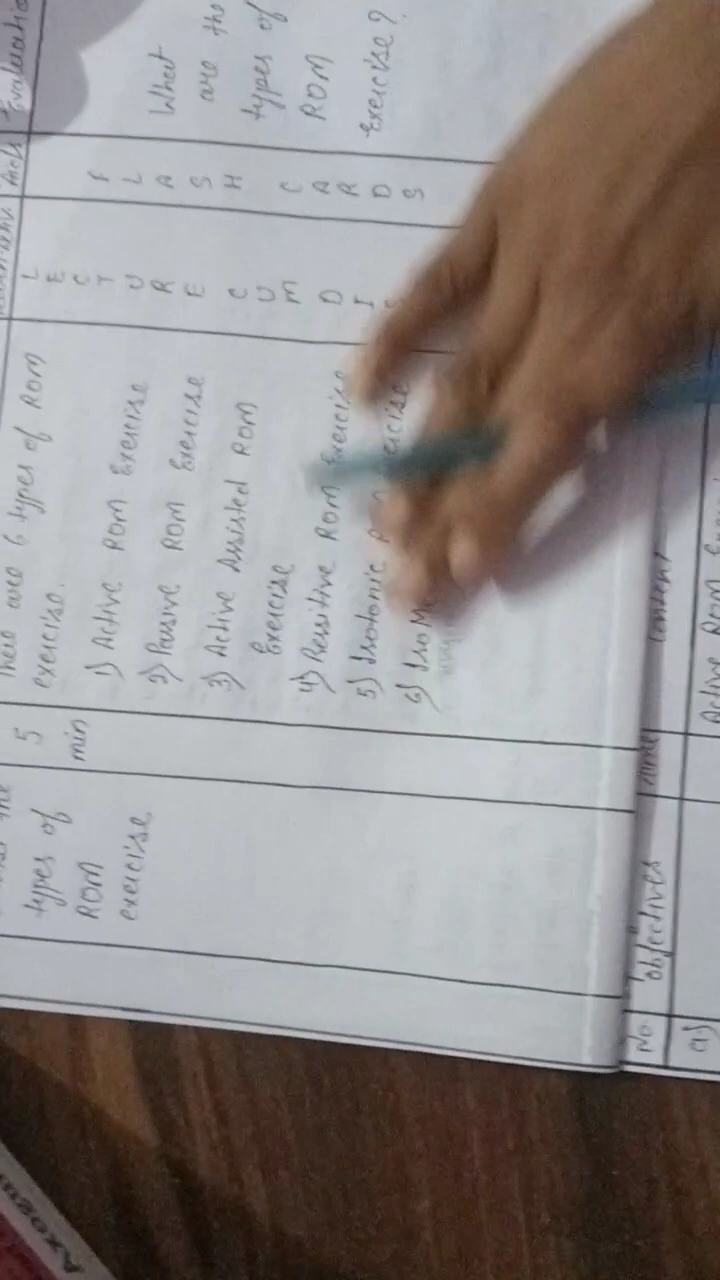 Evaluation
types of
ROM
exercise
5
min
There are 6 types of ROM
exercise.
1) Active ROM Exercise
2) Passive ROM Exercise
3) Active Assisted ROM
Exercise
4) Resistive ROM Exercise
5) Isotonic
6)
L
E
C
T
U
R
E
C
U
M
D
I
S
F
L
A
S
H
C
A
R
D
S
What
are the
types of
ROM
exercise?
No
objectives
Time
content
a)
Active ROM